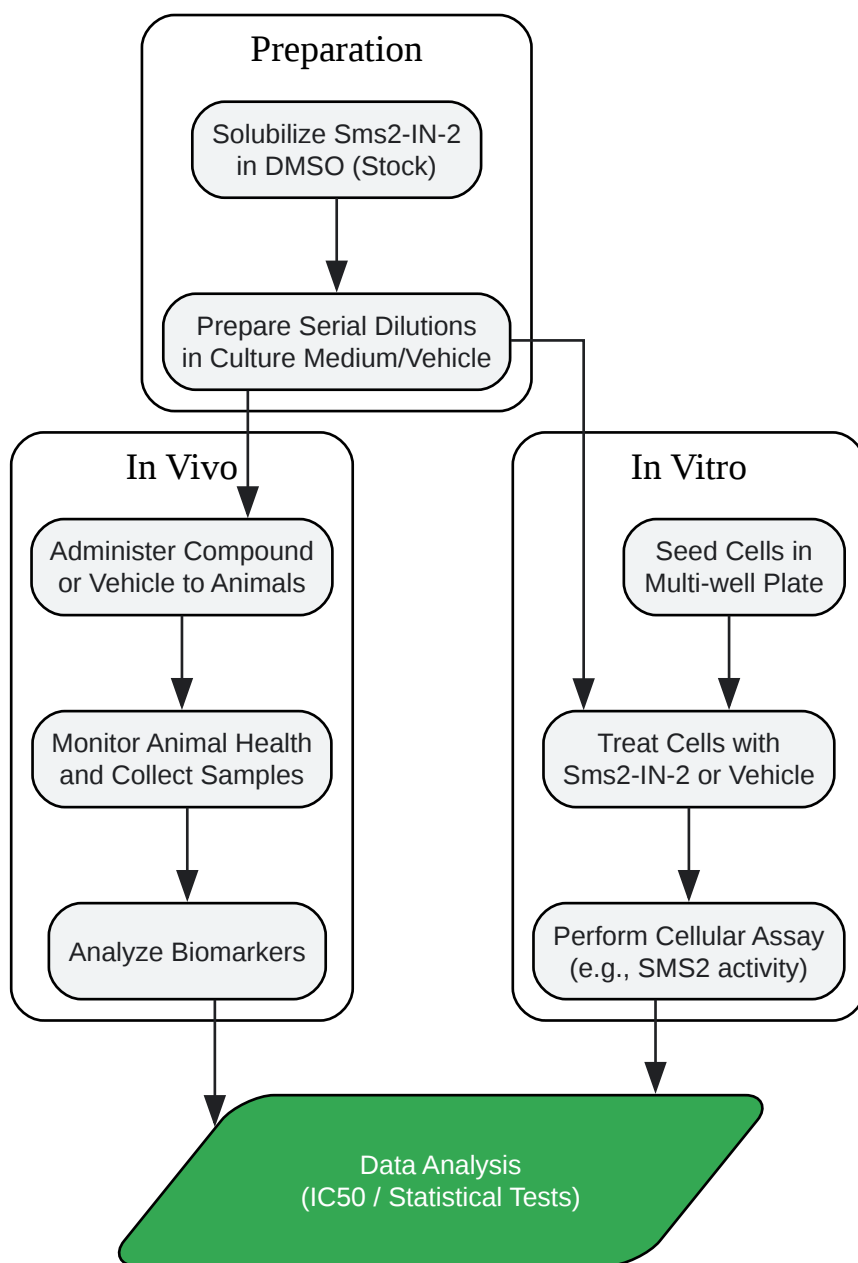 Preparation
Solubilize Sms2-IN-2
in DMSO (Stock)
Prepare Serial Dilutions
in Culture Medium/Vehicle
In Vivo
Administer Compound
or Vehicle to Animals
Monitor Animal Health
and Collect Samples
Analyze Biomarkers
In Vitro
Seed Cells in
Multi-well Plate
Treat Cells with
Sms2-IN-2 or Vehicle
Perform Cellular Assay
(e.g., SMS2 activity)
Data Analysis
(IC50 / Statistical Tests)